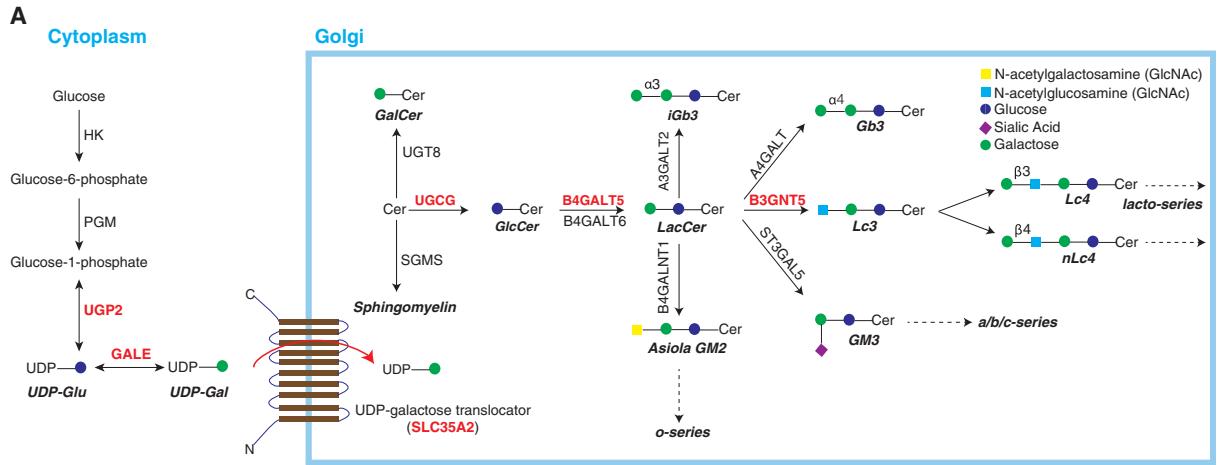 A
Cytoplasm
Golgi
Glucose
HK
Glucose-6-phosphate
PGM
Glucose-1-phosphate
UGP2
UDP
UDP-Glu
GALE
UDP
UDP-Gal
C
N
UDP
UDP-galactose translocator
(SLC35A2)
Cer
GalCer
UGT8
Cer
SGMS
Sphingomyelin
UGCG
Cer
GlcCer
B4GALT5
B4GALT6
α3
Cer
iGb3
A3GALT2
Cer
LacCer
B4GALNT1
Cer
Asiola GM2
o-series
A4GALT
α4
Cer
Gb3
B3GNT5
Cer
Lc3
ST3GAL5
Cer
GM3
a/b/c-series
β3
Cer
Lc4
lacto-series
β4
Cer
nLc4
N-acetylgalactosamine (GlcNAc)
N-acetylglucosamine (GlcNAc)
Glucose
Sialic Acid
Galactose